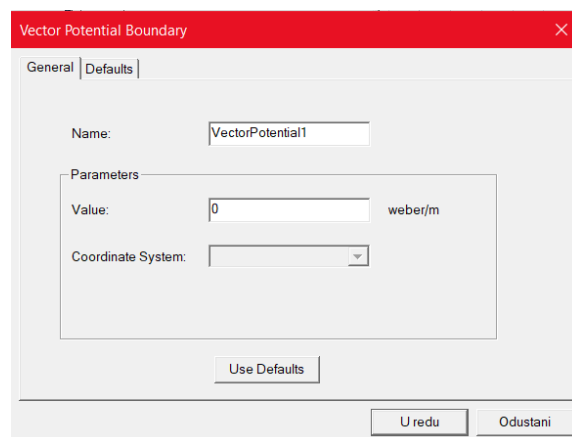 Vector Potential Boundary
General Defaults
Name: VectorPotential1
Parameters
Value: 0 weber/m
Coordinate System:
Use Defaults
U redu Odustani